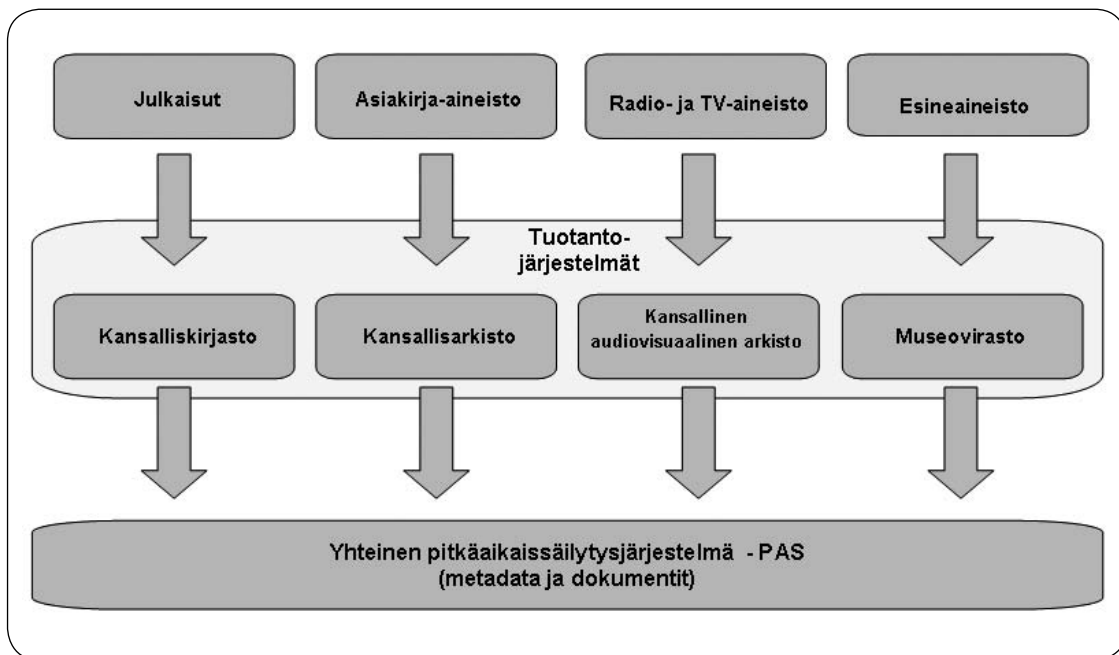 Julkaisut
Asiakirja-aineisto
Radio- ja TV-aineisto
Esineaineisto
Tuotanto-
järjestelmät
Kansalliskirjasto
Kansallisarkisto
Kansallinen
audiovisuaalinen arkisto
Museovirasto
Yhteinen pitkäaikaissäilytysjärjestelmä - PAS
(metadata ja dokumentit)